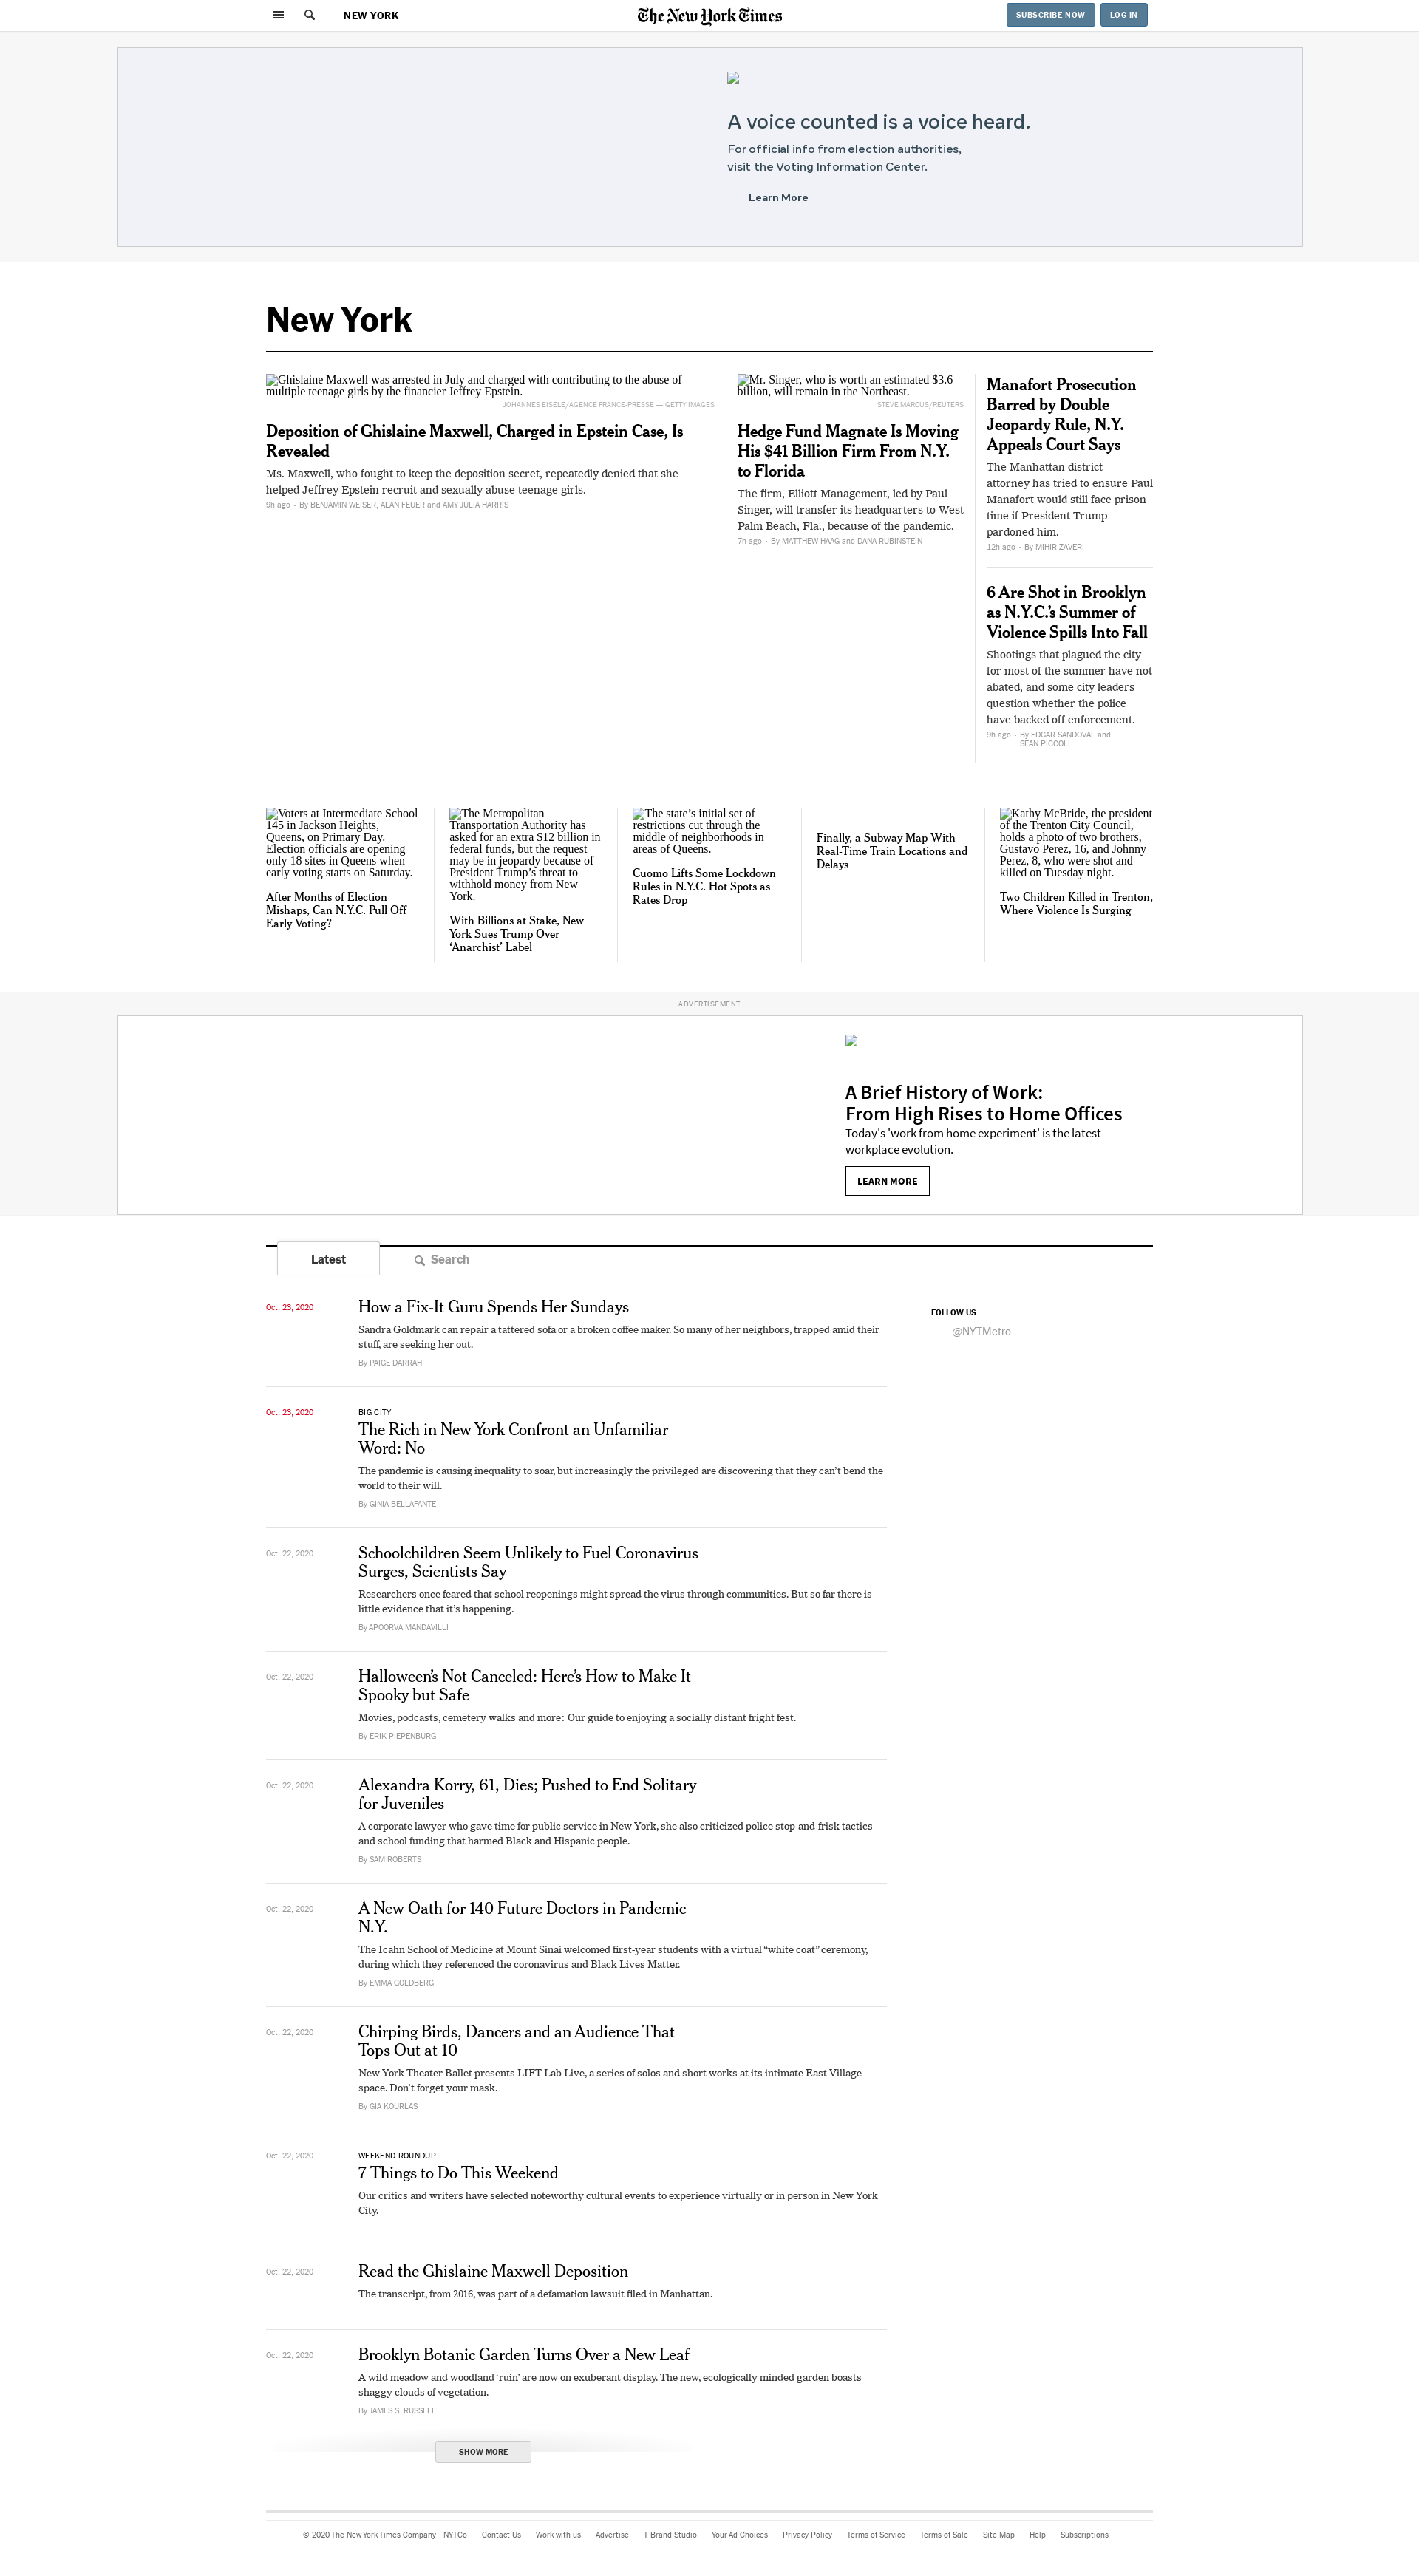 NEW YORK
The New York Times
SUBSCRIBE NOW
LOG IN
A voice counted is a voice heard.
For official info from election authorities,
visit the Voting Information Center.
Learn More
New York
Ghislaine Maxwell was arrested in July and charged with contributing to the abuse of
multiple teenage girls by the financier Jeffrey Epstein.
JOHANNES EISELE/AGENCE FRANCE-PRESSE — GETTY IMAGES
Deposition of Ghislaine Maxwell, Charged in Epstein Case, Is
Revealed
Ms. Maxwell, who fought to keep the deposition secret, repeatedly denied that she
helped Jeffrey Epstein recruit and sexually abuse teenage girls.
9h ago • By BENJAMIN WEISER, ALAN FEUER and AMY JULIA HARRIS
Mr. Singer, who is worth an estimated $3.6
billion, will remain in the Northeast.
STEVE MARCUS/REUTERS
Hedge Fund Magnate Is Moving
His $41 Billion Firm From N.Y.
to Florida
The firm, Elliott Management, led by Paul
Singer, will transfer its headquarters to West
Palm Beach, Fla., because of the pandemic.
7h ago • By MATTHEW HAAG and DANA RUBINSTEIN
Manafort Prosecution
Barred by Double
Jeopardy Rule, N.Y.
Appeals Court Says
The Manhattan district
attorney has tried to ensure Paul
Manafort would still face prison
time if President Trump
pardoned him.
12h ago • By MIHIR ZAVERI
6 Are Shot in Brooklyn
as N.Y.C.’s Summer of
Violence Spills Into Fall
Shootings that plagued the city
for most of the summer have not
abated, and some city leaders
question whether the police
have backed off enforcement.
9h ago • By EDGAR SANDOVAL and
SEAN PICCOLI
Voters at Intermediate School
145 in Jackson Heights,
Queens, on Primary Day.
Election officials are opening
only 18 sites in Queens when
early voting starts on Saturday.
After Months of Election
Mishaps, Can N.Y.C. Pull Off
Early Voting?
The Metropolitan
Transportation Authority has
asked for an extra $12 billion in
federal funds, but the request
may be in jeopardy because of
President Trump’s threat to
withhold money from New
York.
With Billions at Stake, New
York Sues Trump Over
‘Anarchist’ Label
The state’s initial set of
restrictions cut through the
middle of neighborhoods in
areas of Queens.
Cuomo Lifts Some Lockdown
Rules in N.Y.C. Hot Spots as
Rates Drop
Finally, a Subway Map With
Real-Time Train Locations and
Delays
Kathy McBride, the president
of the Trenton City Council,
holds a photo of two brothers,
Gustavo Perez, 16, and Johnny
Perez, 8, who were shot and
killed on Tuesday night.
Two Children Killed in Trenton,
Where Violence Is Surging
ADVERTISEMENT
A Brief History of Work:
From High Rises to Home Offices
Today's 'work from home experiment' is the latest
workplace evolution.
LEARN MORE
Latest
Search
Oct. 23, 2020
How a Fix-It Guru Spends Her Sundays
Sandra Goldmark can repair a tattered sofa or a broken coffee maker. So many of her neighbors, trapped amid their
stuff, are seeking her out.
By PAIGE DARRAH
FOLLOW US
@NYTMetro
Oct. 23, 2020
BIG CITY
The Rich in New York Confront an Unfamiliar
Word: No
The pandemic is causing inequality to soar, but increasingly the privileged are discovering that they can’t bend the
world to their will.
By GINIA BELLAFANTE
Oct. 22, 2020
Schoolchildren Seem Unlikely to Fuel Coronavirus
Surges, Scientists Say
Researchers once feared that school reopenings might spread the virus through communities. But so far there is
little evidence that it’s happening.
By APOORVA MANDAVILLI
Oct. 22, 2020
Halloween’s Not Canceled: Here’s How to Make It
Spooky but Safe
Movies, podcasts, cemetery walks and more: Our guide to enjoying a socially distant fright fest.
By ERIK PIEPENBURG
Oct. 22, 2020
Alexandra Korry, 61, Dies; Pushed to End Solitary
for Juveniles
A corporate lawyer who gave time for public service in New York, she also criticized police stop-and-frisk tactics
and school funding that harmed Black and Hispanic people.
By SAM ROBERTS
Oct. 22, 2020
A New Oath for 140 Future Doctors in Pandemic
N.Y.
The Icahn School of Medicine at Mount Sinai welcomed first-year students with a virtual “white coat” ceremony,
during which they referenced the coronavirus and Black Lives Matter.
By EMMA GOLDBERG
Oct. 22, 2020
Chirping Birds, Dancers and an Audience That
Tops Out at 10
New York Theater Ballet presents LIFT Lab Live, a series of solos and short works at its intimate East Village
space. Don’t forget your mask.
By GIA KOURLAS
Oct. 22, 2020
WEEKEND ROUNDUP
7 Things to Do This Weekend
Our critics and writers have selected noteworthy cultural events to experience virtually or in person in New York
City.
Oct. 22, 2020
Read the Ghislaine Maxwell Deposition
The transcript, from 2016, was part of a defamation lawsuit filed in Manhattan.
Oct. 22, 2020
Brooklyn Botanic Garden Turns Over a New Leaf
A wild meadow and woodland ‘ruin’ are now on exuberant display. The new, ecologically minded garden boasts
shaggy clouds of vegetation.
By JAMES S. RUSSELL
SHOW MORE
© 2020 The New York Times Company NYTCo Contact Us Work with us Advertise T Brand Studio Your Ad Choices Privacy Policy Terms of Service Terms of Sale Site Map Help Subscriptions